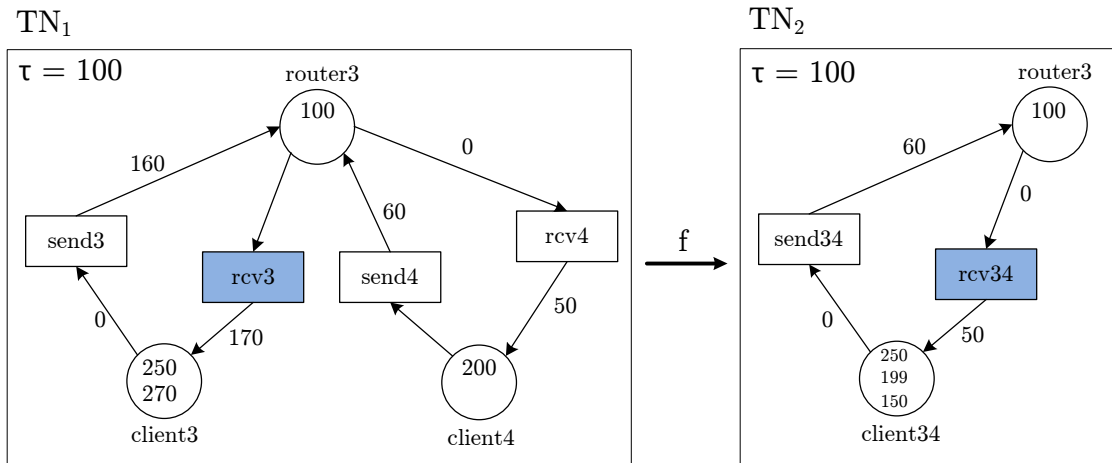 TN₁
τ = 100
router3
100
160
0
send3
60
rcv4
rcv3
send4
0
170
50
250
270
200
client3
client4
f
TN₂
τ = 100
router3
100
60
0
send34
rcv34
0
50
250
199
150
client34